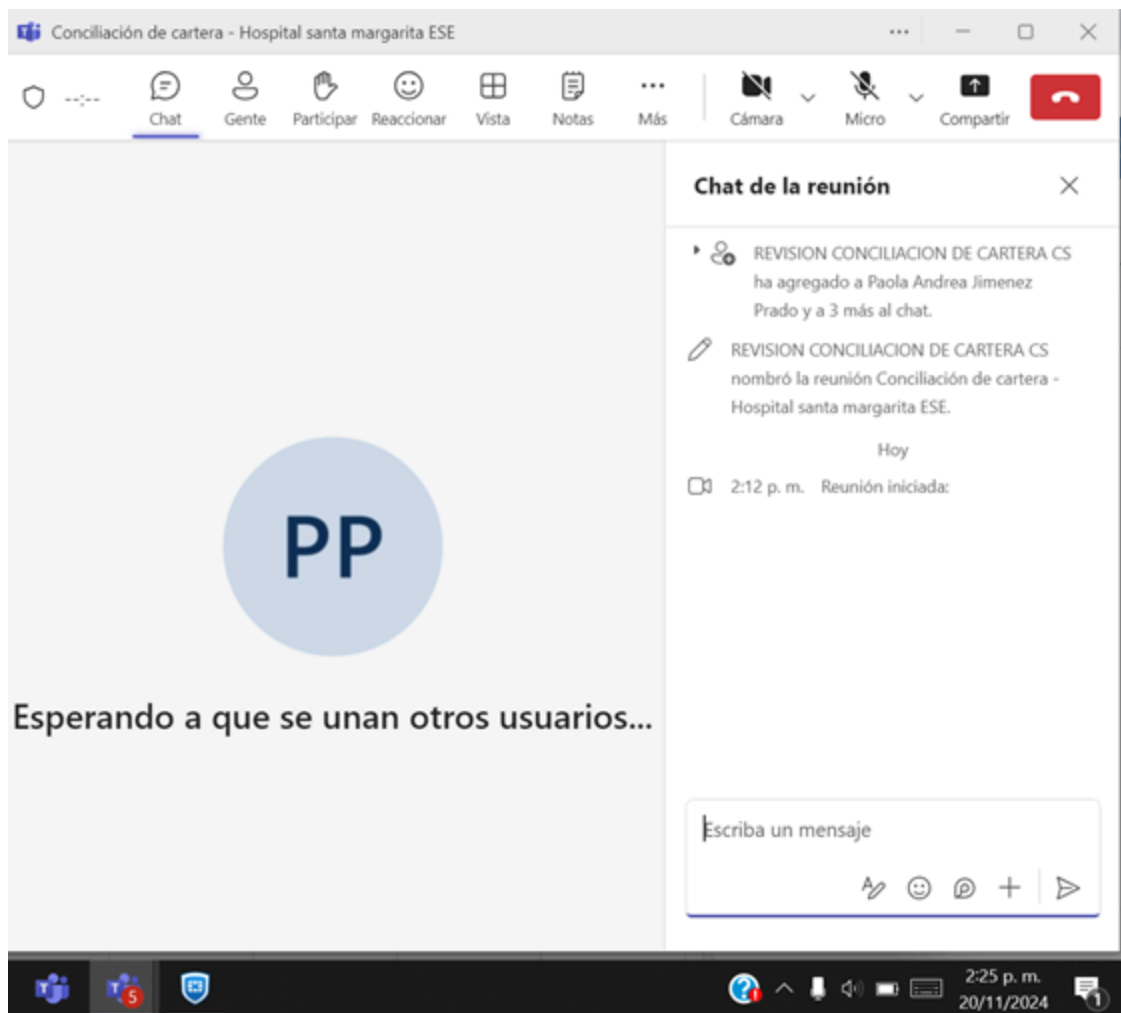 Conciliación de cartera - Hospital santa margarita ESE
--:--
Chat
Gente
Participar
Reaccionar
Vista
Notas
Más
Cámara
Micro
Compartir
Chat de la reunión
REVISION CONCILIACION DE CARTERA CS
ha agregado a Paola Andrea Jimenez
Prado y a 3 más al chat.
REVISION CONCILIACION DE CARTERA CS
nombró la reunión Conciliación de cartera -
Hospital santa margarita ESE.
Hoy
2:12 p. m. Reunión iniciada:
PP
Esperando a que se unan otros usuarios...
Escriba un mensaje
5
2:25 p. m.
20/11/2024
1